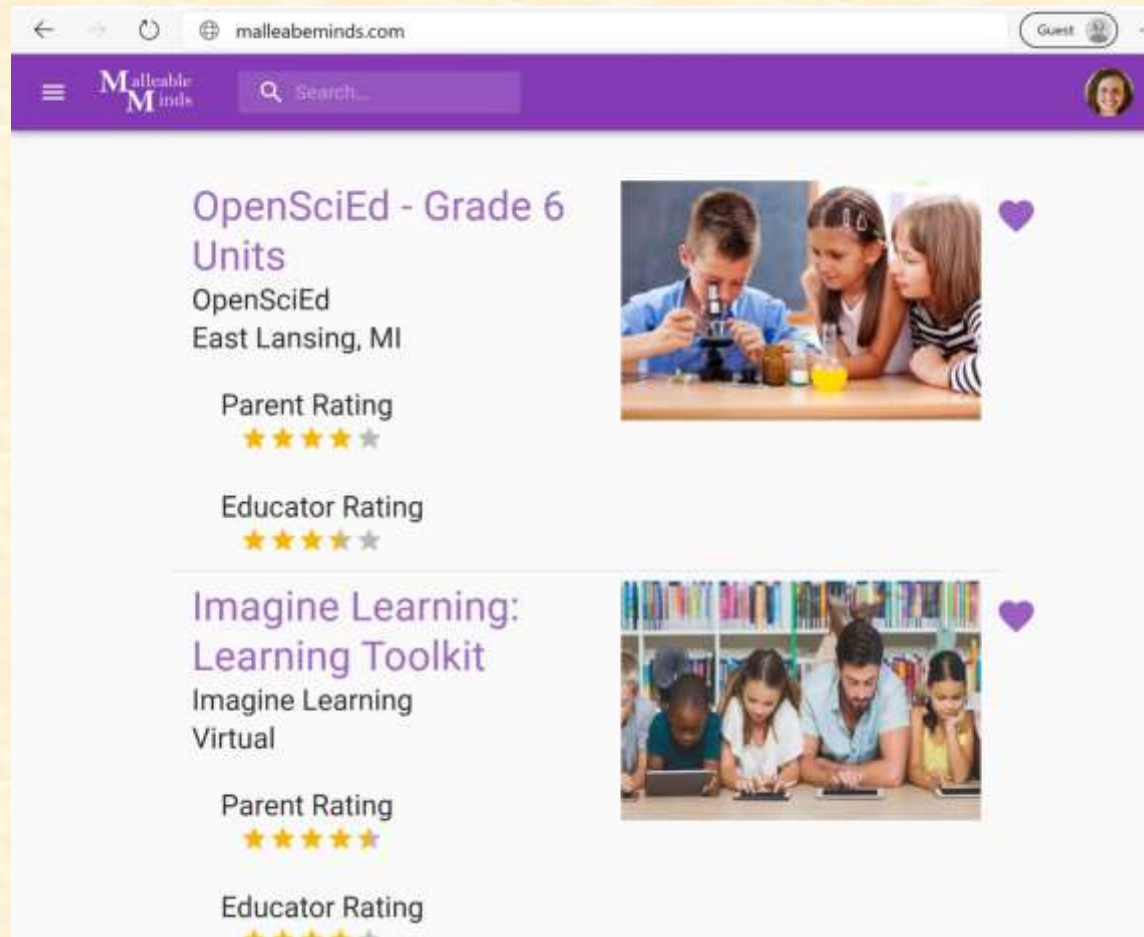 malleabeminds.com
Guest
Malleable
Minds
Search...
OpenSciEd - Grade 6
Units
OpenSciEd
East Lansing, MI
Parent Rating
Educator Rating
Imagine Learning:
Learning Toolkit
Imagine Learning
Virtual
Parent Rating
Educator Rating